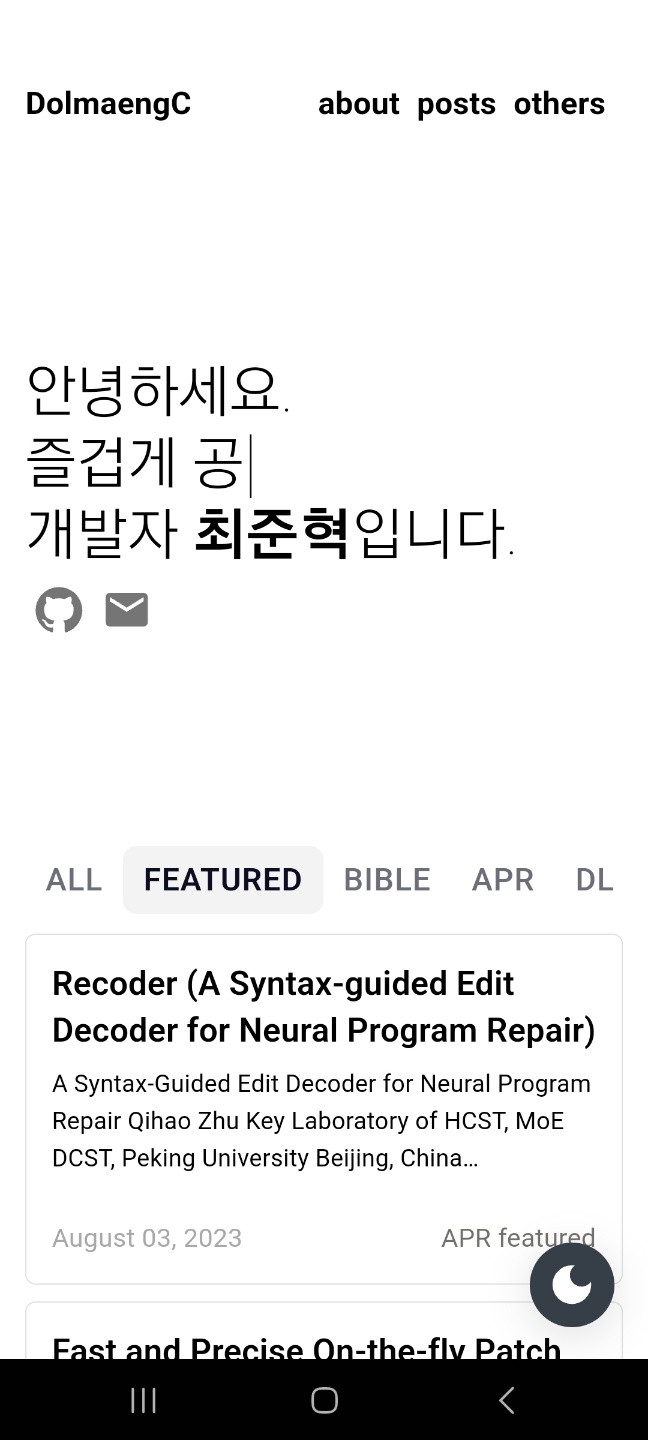 DolmaengC about posts others
안녕하세요.
즐겁게 공
개발자 최준혁입니다.
ALL FEATURED BIBLE APR DL
Recoder (A Syntax-guided Edit
Decoder for Neural Program Repair)
A Syntax-Guided Edit Decoder for Neural Program
Repair Qihao Zhu Key Laboratory of HCST, MoE
DCST, Peking University Beijing, China…
August 03, 2023 APR featured
Fast and Precise On-the-fly Patch